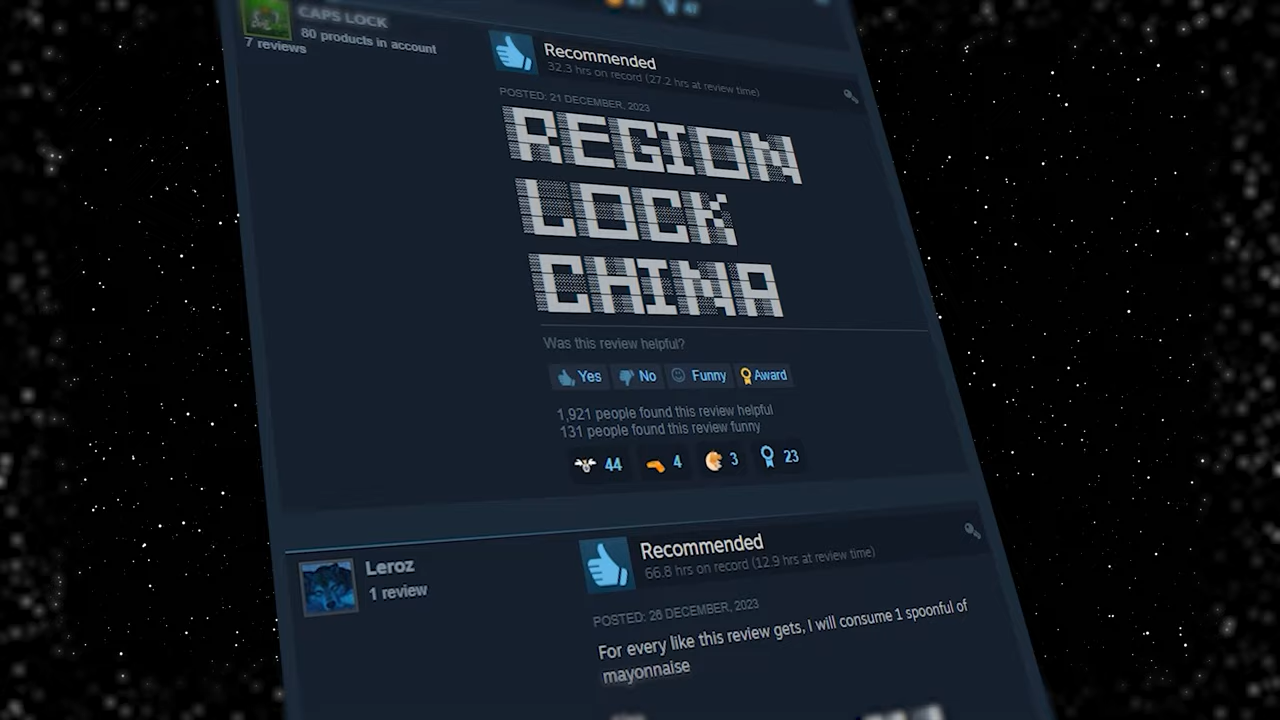 CAPS LOCK
80 products in account
7 reviews
Recommended
32.3 hrs on record (27.2 hrs at review time)
POSTED: 21 DECEMBER, 2023
REGION
LOCK
CHINA
Was this review helpful?
Yes No Funny Award
1,921 people found this review helpful
131 people found this review funny
44 4 3 23
Leroz
1 review
Recommended
66.8 hrs on record (12.9 hrs at review time)
POSTED: 26 DECEMBER, 2023
For every like this review gets, I will consume 1 spoonful of
mayonnaise